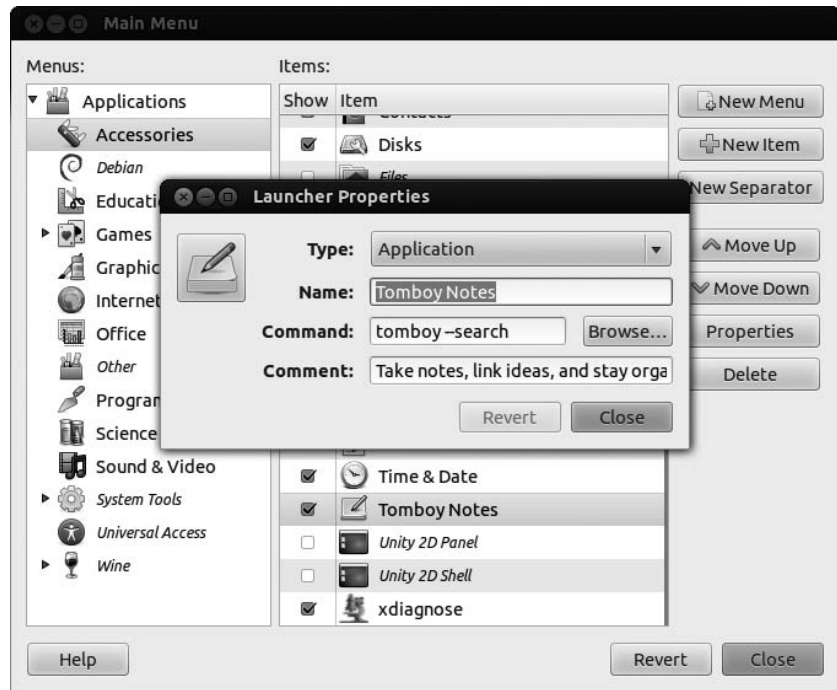 Main Menu
Menus:
Items:
Applications
Accessories
Debian
Educati
Games
Graphic
Internet
Office
Other
Program
Science
Sound & Video
System Tools
Universal Access
Wine
Show Item
Contacts
Disks
Files
Time & Date
Tomboy Notes
Unity 2D Panel
Unity 2D Shell
xdiagnose
New Menu
New Item
New Separator
Move Up
Move Down
Properties
Delete
Launcher Properties
Type: Application
Name: Tomboy Notes
Command: tomboy --search Browse...
Comment: Take notes, link ideas, and stay orga
Revert Close
Help
Revert Close